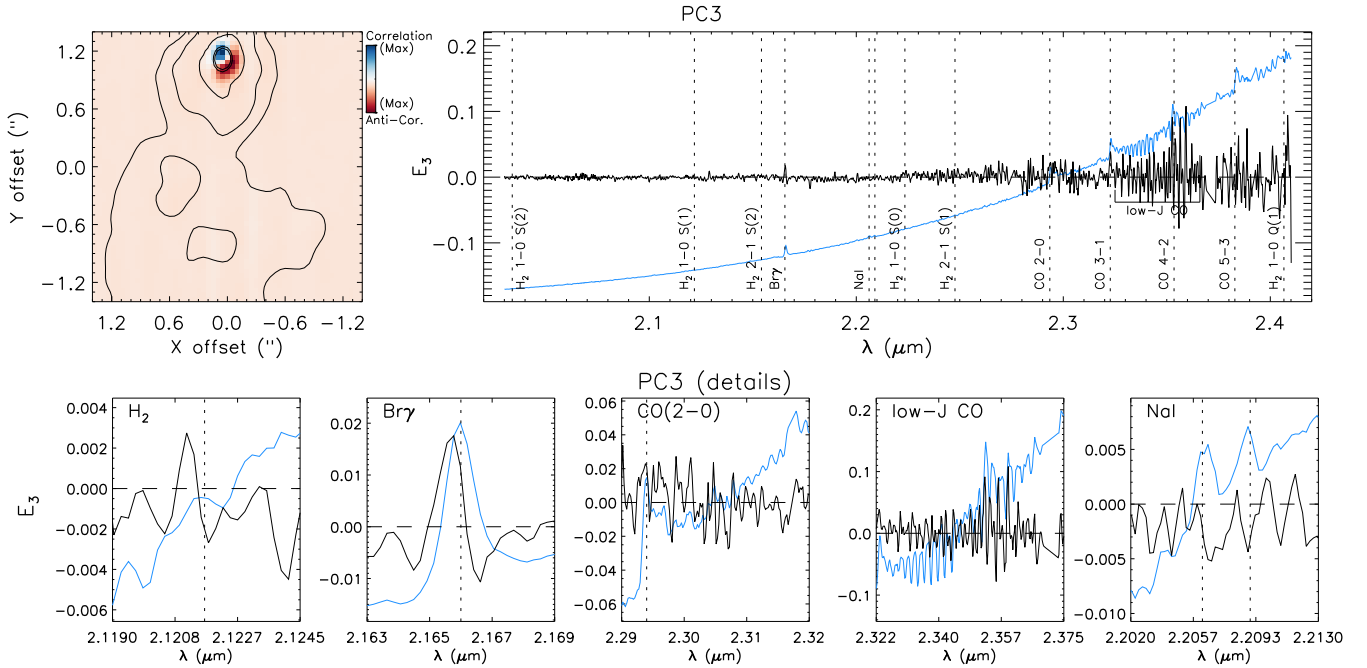 PC3
Correlation
(Max)
(Max)
Anti-Cor.
1.2
0.6
0.0
−0.6
−1.2
Y offset ('')
1.2 0.6 0.0 −0.6 −1.2
X offset ('')
0.2
0.1
0.0
−0.1
E₃
H₂ 1−0 S(2)
H₂ 1−0 S(1)
H₂ 2−1 S(2)
Brγ
NaI
H₂ 1−0 S(0)
H₂ 2−1 S(1)
CO 2−0
CO 3−1
low−J CO
CO 4−2
CO 5−3
H₂ 1−0 Q(1)
2.1 2.2 2.3 2.4
λ (μm)
PC3 (details)
H₂
0.004
0.002
0.000
−0.002
−0.004
−0.006
E₃
2.1190 2.1208 2.1227 2.1245
λ (μm)
Brγ
0.02
0.01
0.00
−0.01
2.163 2.165 2.167 2.169
λ (μm)
CO(2−0)
0.06
0.04
0.02
0.00
−0.02
−0.04
−0.06
2.29 2.30 2.31 2.32
λ (μm)
low−J CO
0.2
0.1
0.0
−0.1
2.322 2.340 2.357 2.375
λ (μm)
NaI
0.005
0.000
−0.005
−0.010
2.2020 2.2057 2.2093 2.2130
λ (μm)